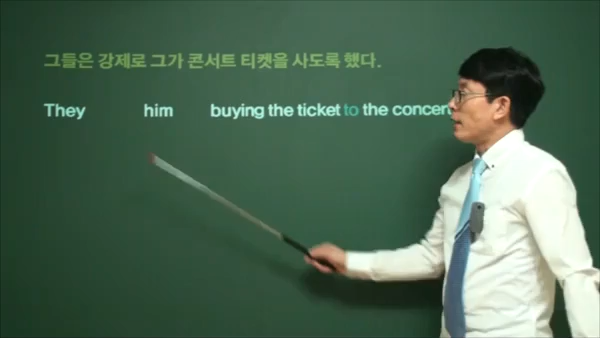 그들은 강제로 그가 콘서트 티켓을 사도록 했다.
They him buying the ticket to the concert